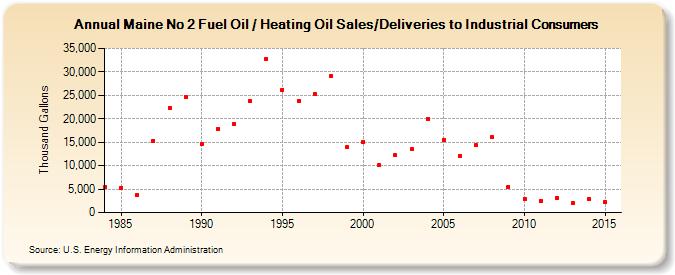 Annual Maine No 2 Fuel Oil / Heating Oil Sales/Deliveries to Industrial Consumers
Thousand Gallons
35,000
30,000
25,000
20,000
15,000
10,000
5,000
0
1985 1990 1995 2000 2005 2010 2015
Source: U.S. Energy Information Administration